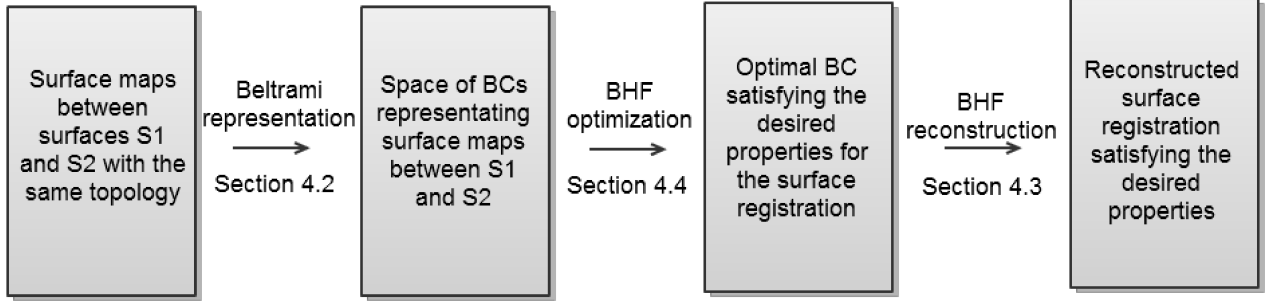 Surface maps
between
surfaces S1
and S2 with the
same topology
Beltrami
representation
Section 4.2
Space of BCs
representating
surface maps
between S1
and S2
BHF
optimization
Section 4.4
Optimal BC
satisfying the
desired
properties for
the surface
registration
BHF
reconstruction
Section 4.3
Reconstructed
surface
registration
satisfying the
desired
properties